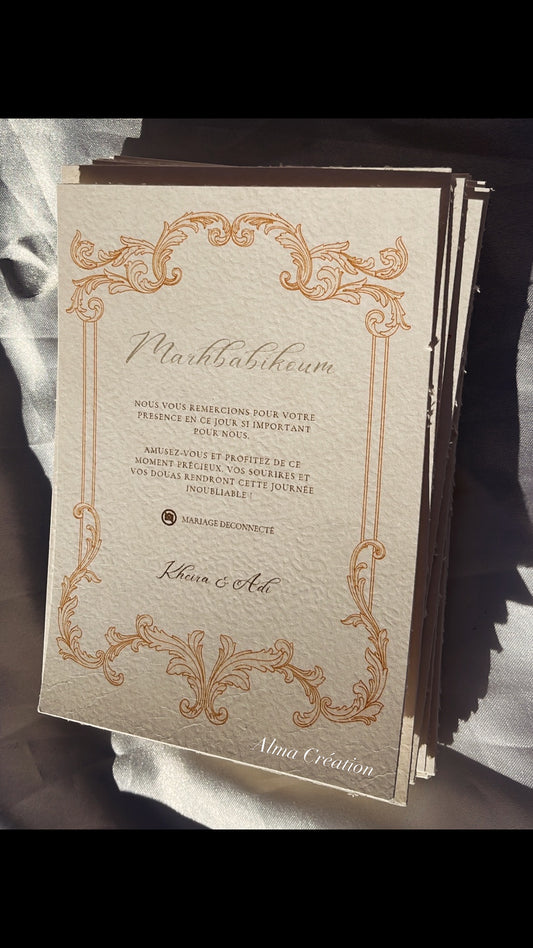 Marhbabikoum
NOUS VOUS REMERCIONS POUR VOTRE
PRESENCE EN CE JOUR SI IMPORTANT
POUR NOUS.
AMUSEZ-VOUS ET PROFITEZ DE CE
MOMENT PRÉCIEUX. VOS SOURIRES ET
VOS DOUAS RENDRONT CETTE JOURNÉE
INOUBLIABLE !
MARIAGE DECONNECTÉ
Kheira & Adi
Alma Création